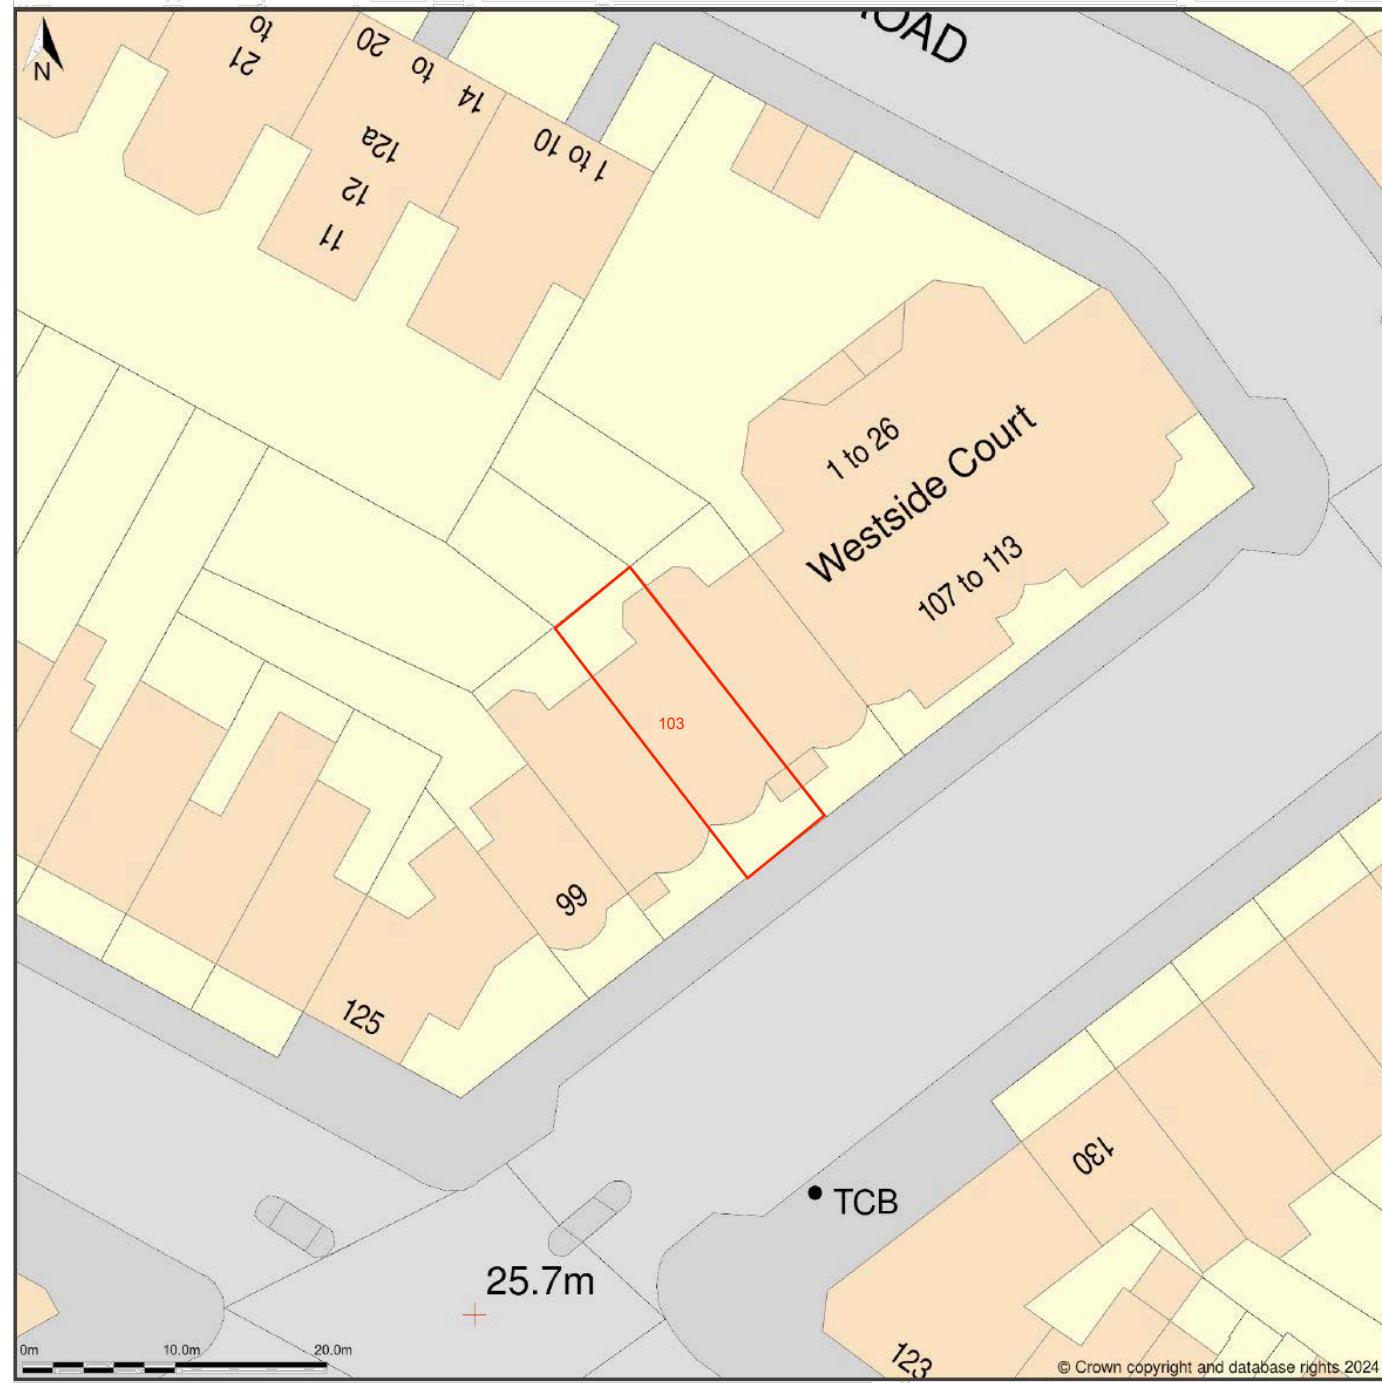 N
21
to
20
to
14
12a
12
11
1 to 10
OAD
1 to 26
Westside Court
107 to 113
103
99
125
130
TCB
25.7m
123
0m 10.0m 20.0m
© Crown copyright and database rights 2024